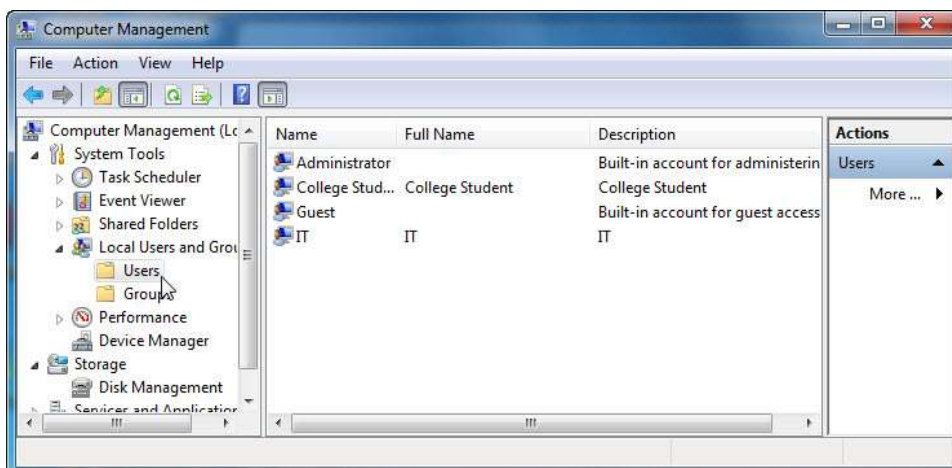 Computer Management
File Action View Help
Computer Management (Lo
System Tools
Task Scheduler
Event Viewer
Shared Folders
Local Users and Grou
Users
Groups
Performance
Device Manager
Storage
Disk Management
Services and Application
Name Full Name Description
Administrator Built-in account for administerin
College Stud... College Student College Student
Guest Built-in account for guest access
IT IT IT
Actions
Users
More ...